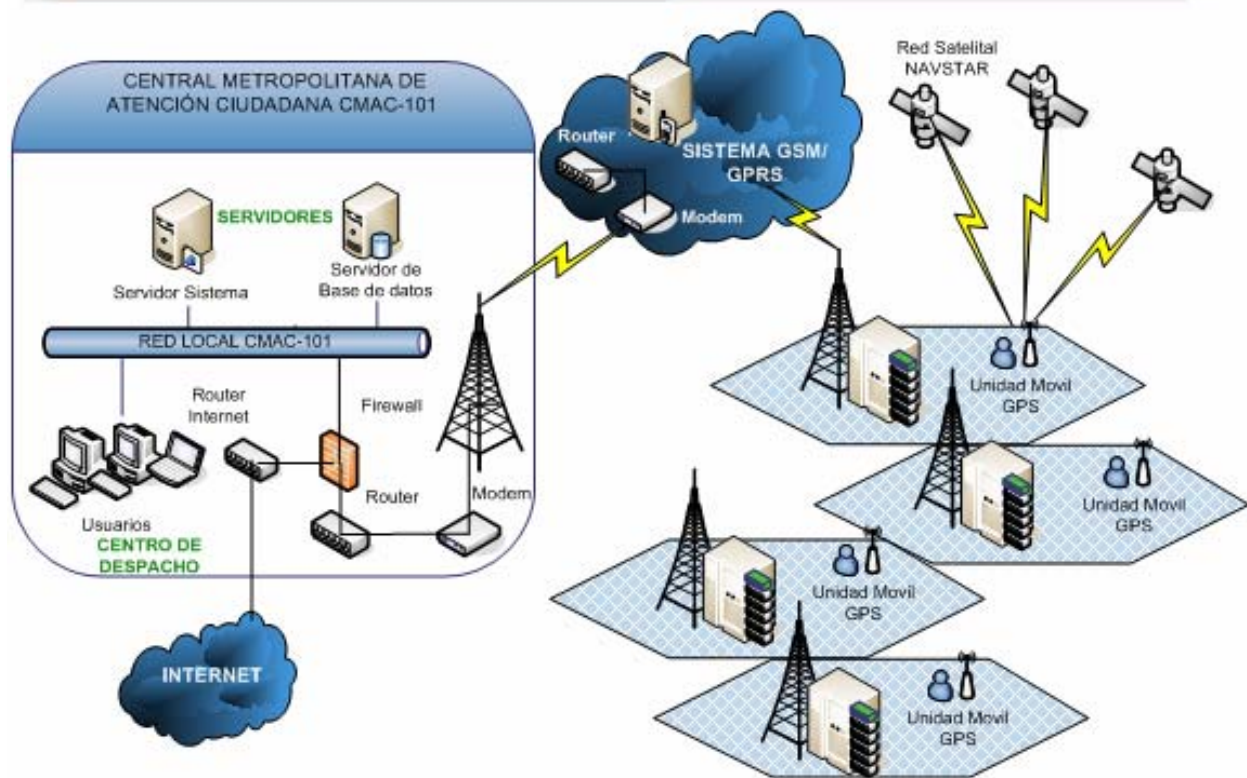 CENTRAL METROPOLITANA DE
ATENCIÓN CIUDADANA CMAC-101
SERVIDORES
Servidor Sistema
Servidor de
Base de datos
RED LOCAL CMAC-101
Router
Internet
Firewall
Router
Modem
Usuarios
CENTRO DE
DESPACHO
INTERNET
Router
SISTEMA GSM/
GPRS
Modem
Red Satelital
NAVSTAR
Unidad Movil
GPS
Unidad Movil
GPS
Unidad Movil
GPS
Unidad Movil
GPS